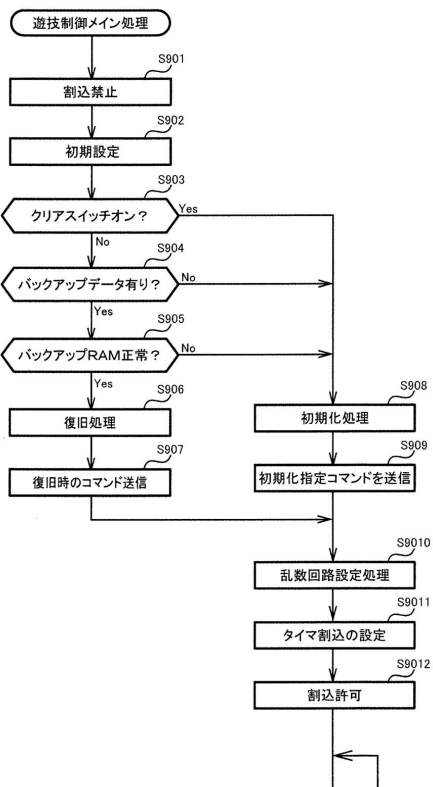 遊技制御メイン処理
S901
割込禁止
S902
初期設定
S903
クリアスイッチオン？
Yes
No
S904
バックアップデータ有り？
No
Yes
S905
バックアップRAM正常？
No
Yes
S906
復旧処理
S907
復旧時のコマンド送信
S908
初期化処理
S909
初期化指定コマンドを送信
S9010
乱数回路設定処理
S9011
タイマ割込の設定
S9012
割込許可